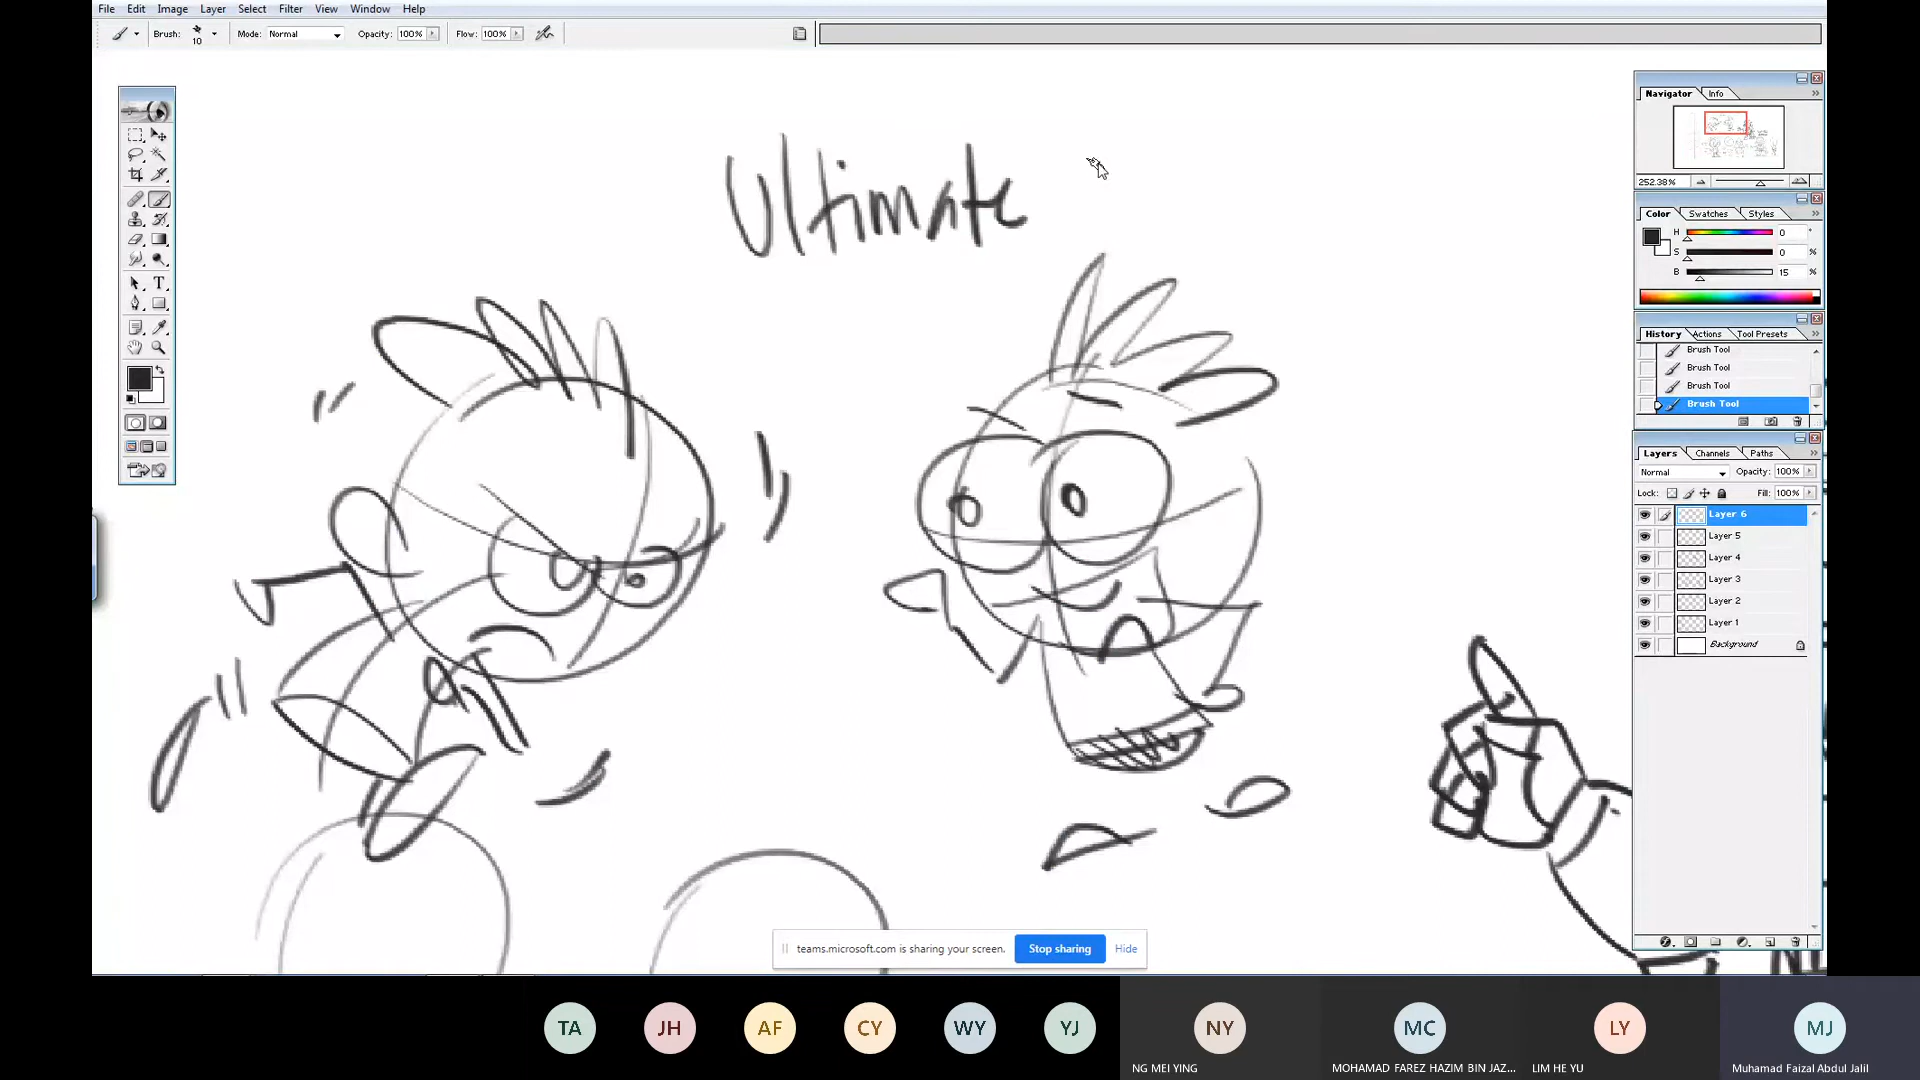 File Edit Image Layer Select Filter View Window Help
Brush: 10 Mode: Normal Opacity: 100% Flow: 100%
Ultimate
Navigator Info
252.38%
Color Swatches Styles
H 0 °
S 0 %
B 15 %
History Actions Tool Presets
Brush Tool
Brush Tool
Brush Tool
Brush Tool
Layers Channels Paths
Normal Opacity: 100%
Lock: Fill: 100%
Layer 6
Layer 5
Layer 4
Layer 3
Layer 2
Layer 1
Background
teams.microsoft.com is sharing your screen. Stop sharing Hide
TA JH AF CY WY YJ NY MC LY MJ
NG MEI YING MOHAMAD FAREZ HAZIM BIN JAZ... LIM HE YU Muhamad Faizal Abdul Jalil